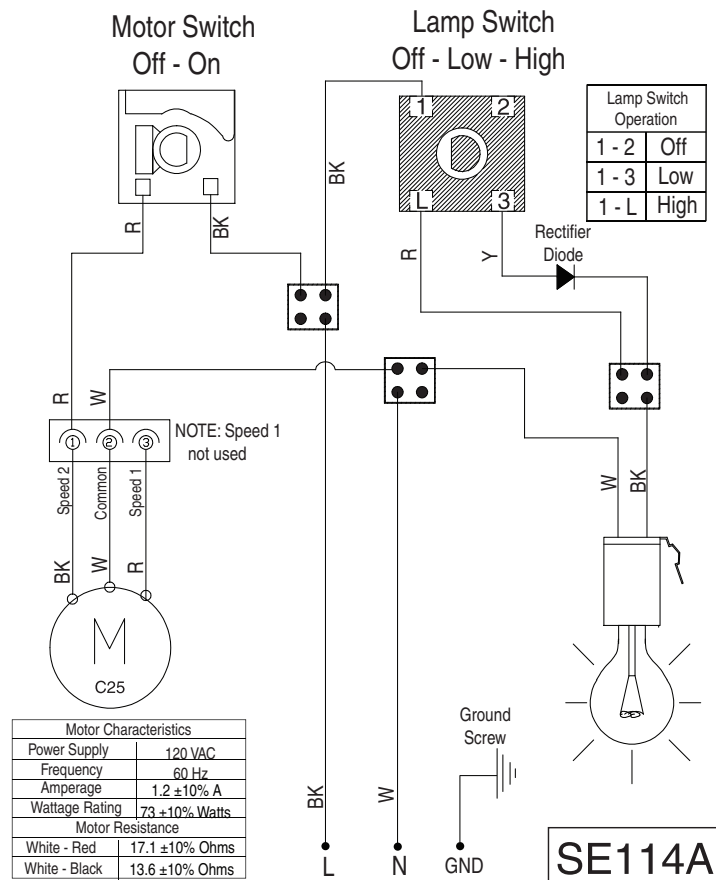 Motor Switch
Off - On
Lamp Switch
Off - Low - High
1
2
L
3
Lamp Switch
Operation
1 - 2 Off
1 - 3 Low
1 - L High
BK
R
BK
R
Y
Rectifier
Diode
R
W
1
2
3
NOTE: Speed 1
not used
Speed 2
Common
Speed 1
BK
W
R
M
C25
W
BK
Motor Characteristics
Power Supply 120 VAC
Frequency 60 Hz
Amperage 1.2 ±10% A
Wattage Rating 73 ±10% Watts
Motor Resistance
White - Red 17.1 ±10% Ohms
White - Black 13.6 ±10% Ohms
Ground
Screw
BK
W
L
N
GND
SE114A